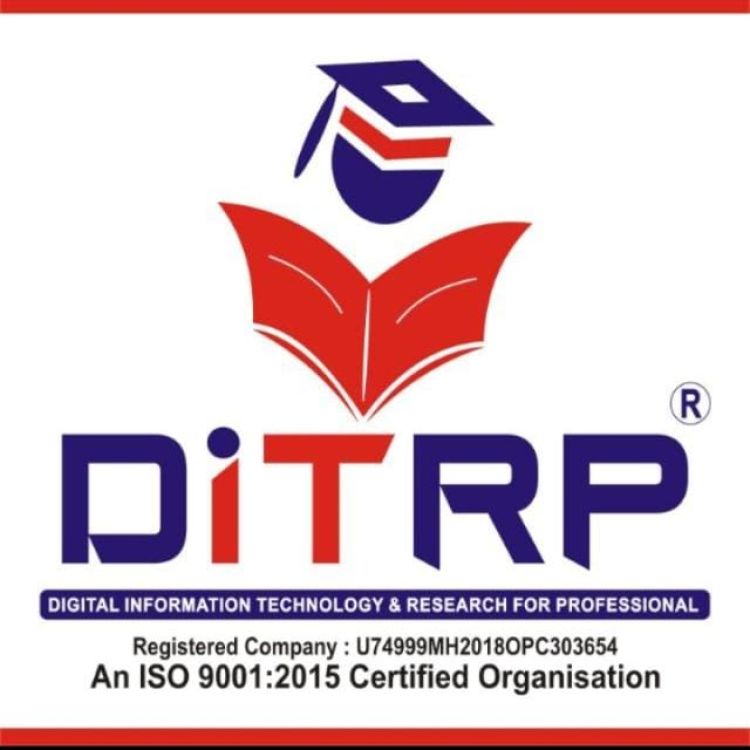 ®
DiTRP
DIGITAL INFORMATION TECHNOLOGY & RESEARCH FOR PROFESSIONAL
Registered Company : U74999MH2018OPC303654
An ISO 9001:2015 Certified Organisation